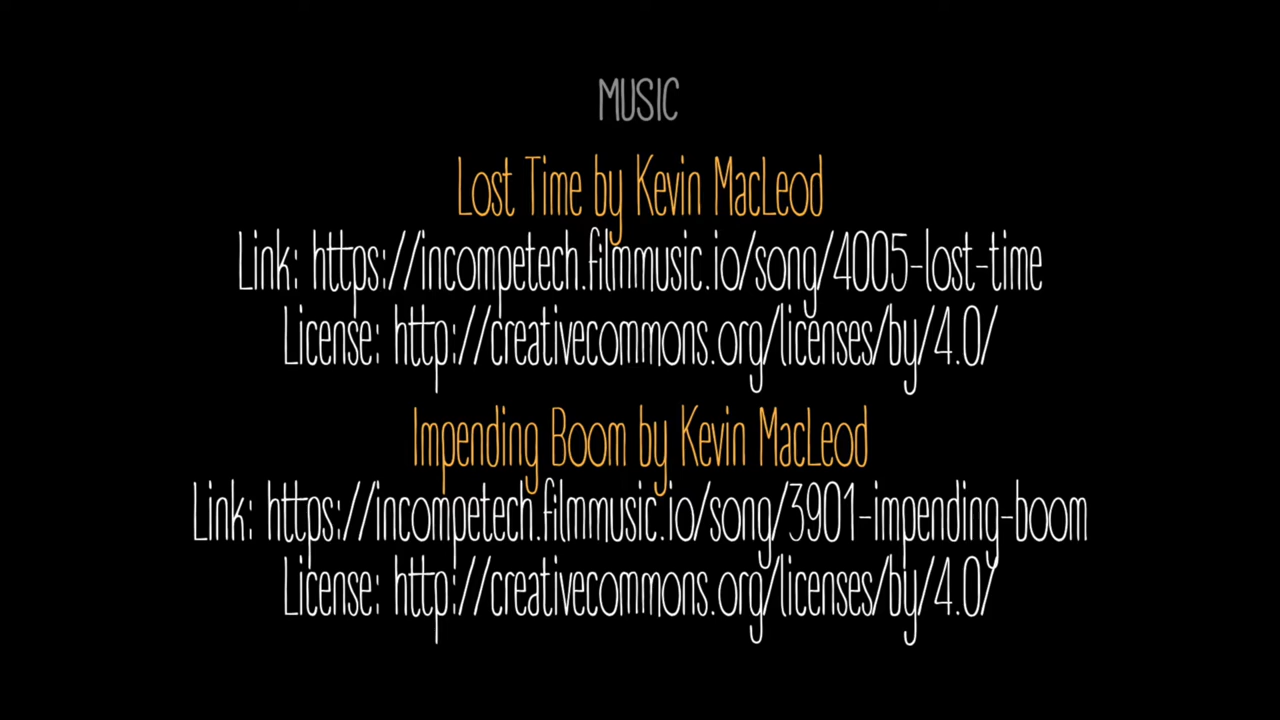 MUSIC
Lost Time by Kevin MacLeod
Link: https://incompetech.filmmusic.io/song/4005-lost-time
License: http://creativecommons.org/licenses/by/4.0/
Impending Boom by Kevin MacLeod
Link: https://incompetech.filmmusic.io/song/3901-impending-boom
License: http://creativecommons.org/licenses/by/4.0/